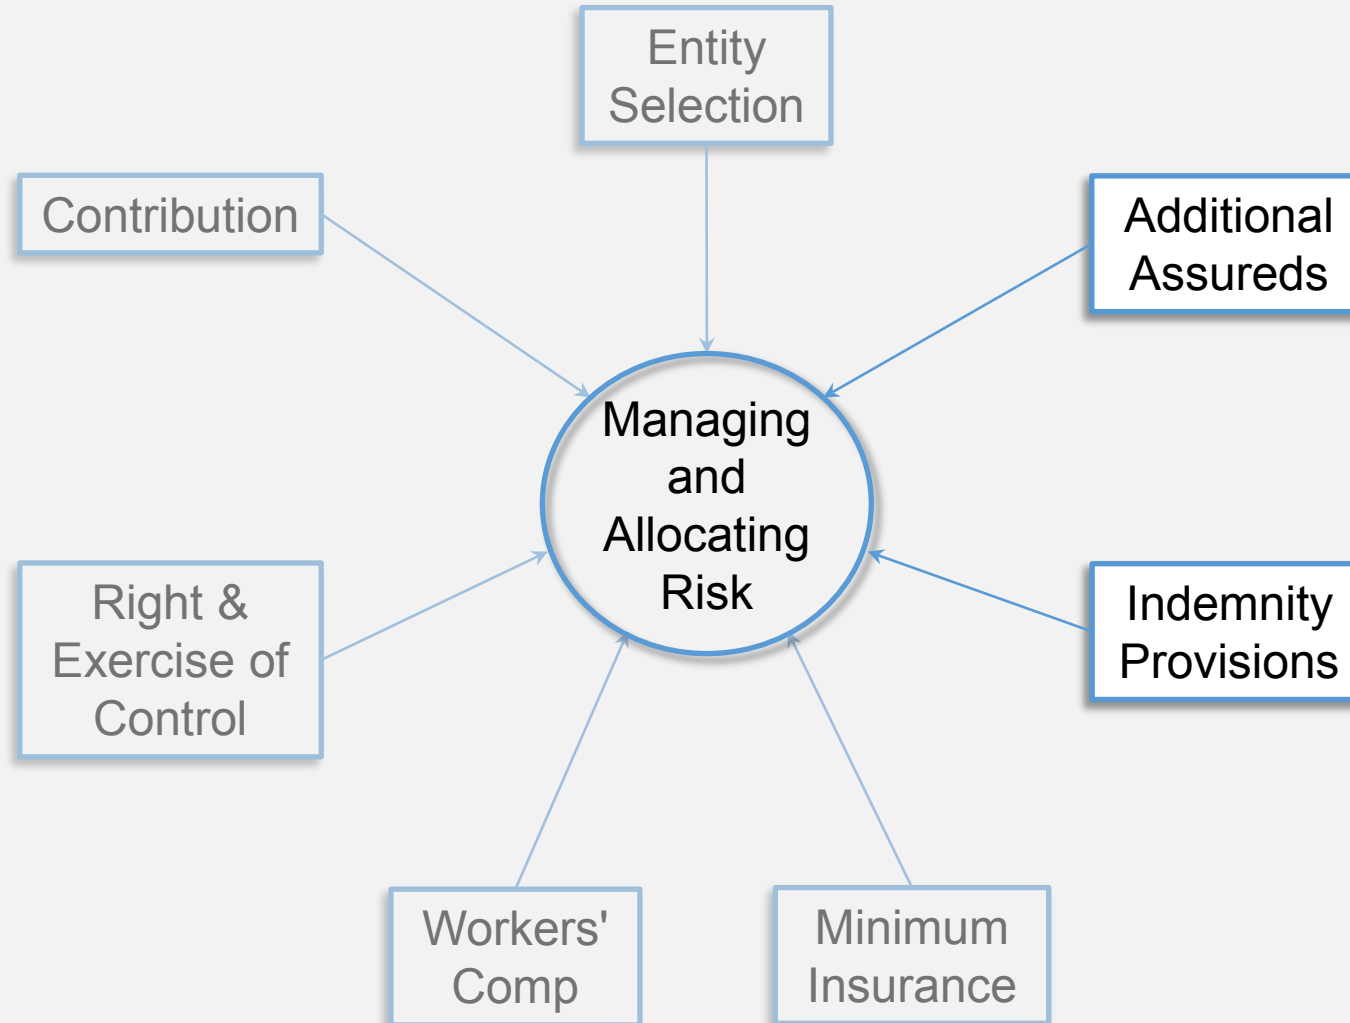 Entity
Selection
Contribution
Additional
Assureds
Managing
and
Allocating
Risk
Right &
Exercise of
Control
Indemnity
Provisions
Workers'
Comp
Minimum
Insurance